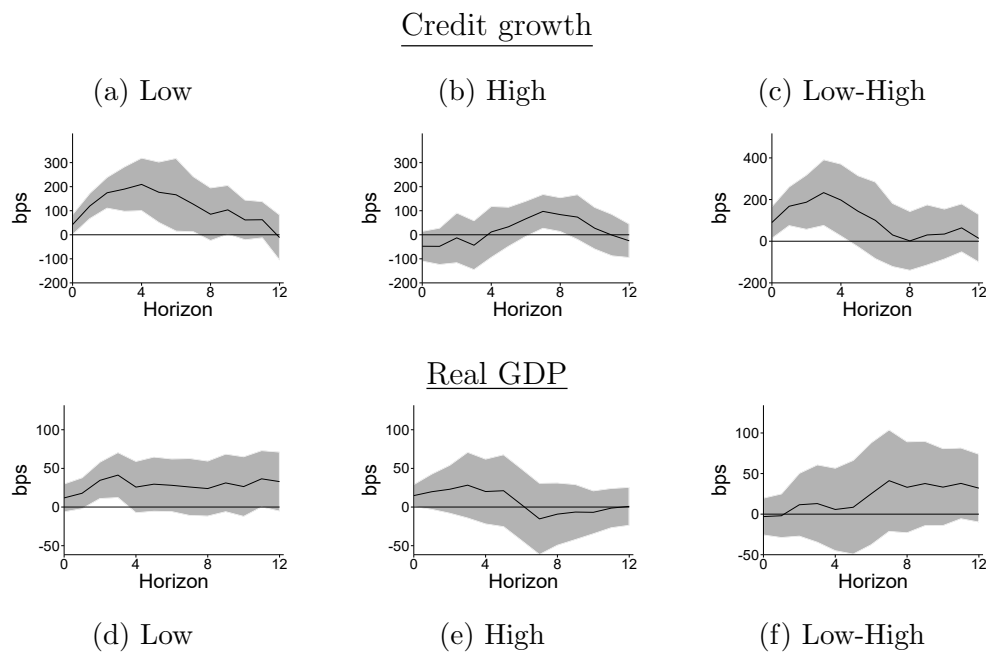 Credit growth
(a) Low
(b) High
(c) Low-High
bps
300
200
100
0
-100
-200
0 4 8 12
Horizon
bps
300
200
100
0
-100
-200
0 4 8 12
Horizon
bps
400
200
0
-200
0 4 8 12
Horizon
Real GDP
bps
100
50
0
-50
0 4 8 12
Horizon
bps
100
50
0
-50
0 4 8 12
Horizon
bps
100
50
0
-50
0 4 8 12
Horizon
(d) Low
(e) High
(f) Low-High